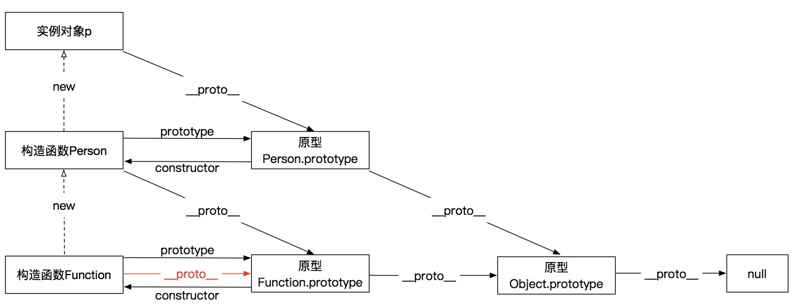 实例对象p
new
__proto__
构造函数Person
prototype
constructor
原型
Person.prototype
new
__proto__
__proto__
构造函数Function
prototype
__proto__
constructor
原型
Function.prototype
__proto__
原型
Object.prototype
__proto__
null